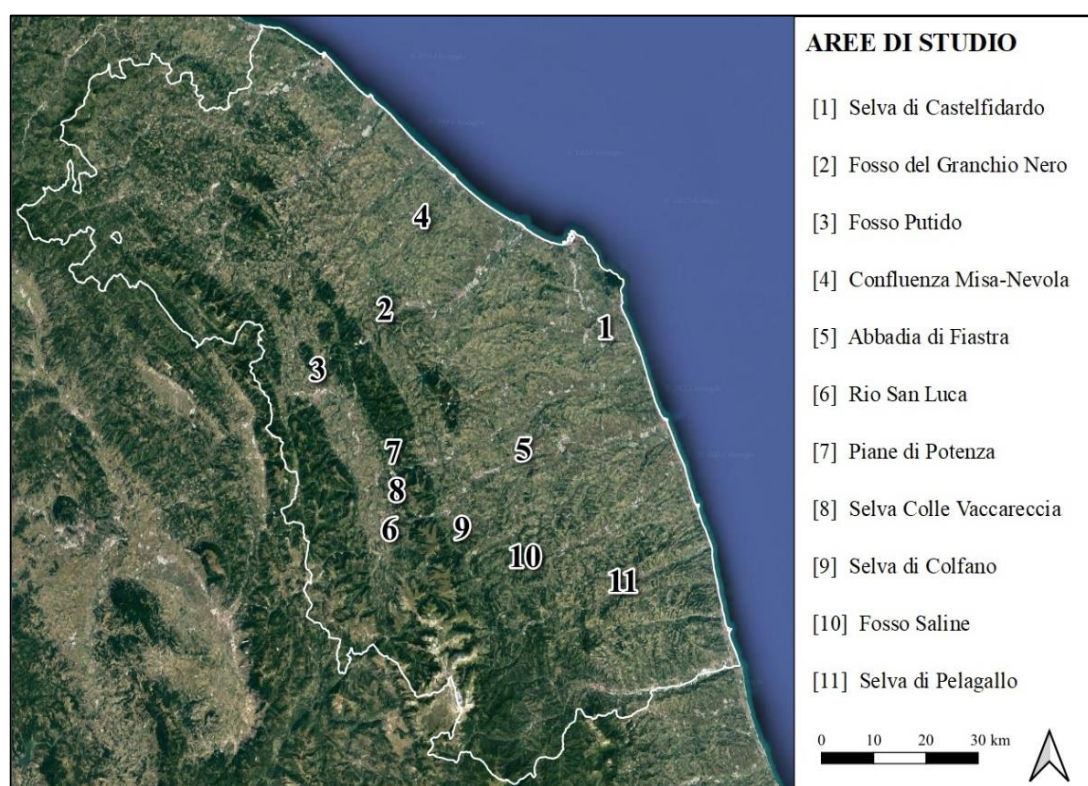 AREE DI STUDIO
[1] Selva di Castelfidardo
[2] Fosso del Granchio Nero
[3] Fosso Putido
[4] Confluenza Misa-Nevola
[5] Abbadia di Fiastra
[6] Rio San Luca
[7] Piane di Potenza
[8] Selva Colle Vaccareccia
[9] Selva di Colfano
[10] Fosso Saline
[11] Selva di Pelagallo
0 10 20 30 km
4
2
1
3
7
5
8
6
9
10
11